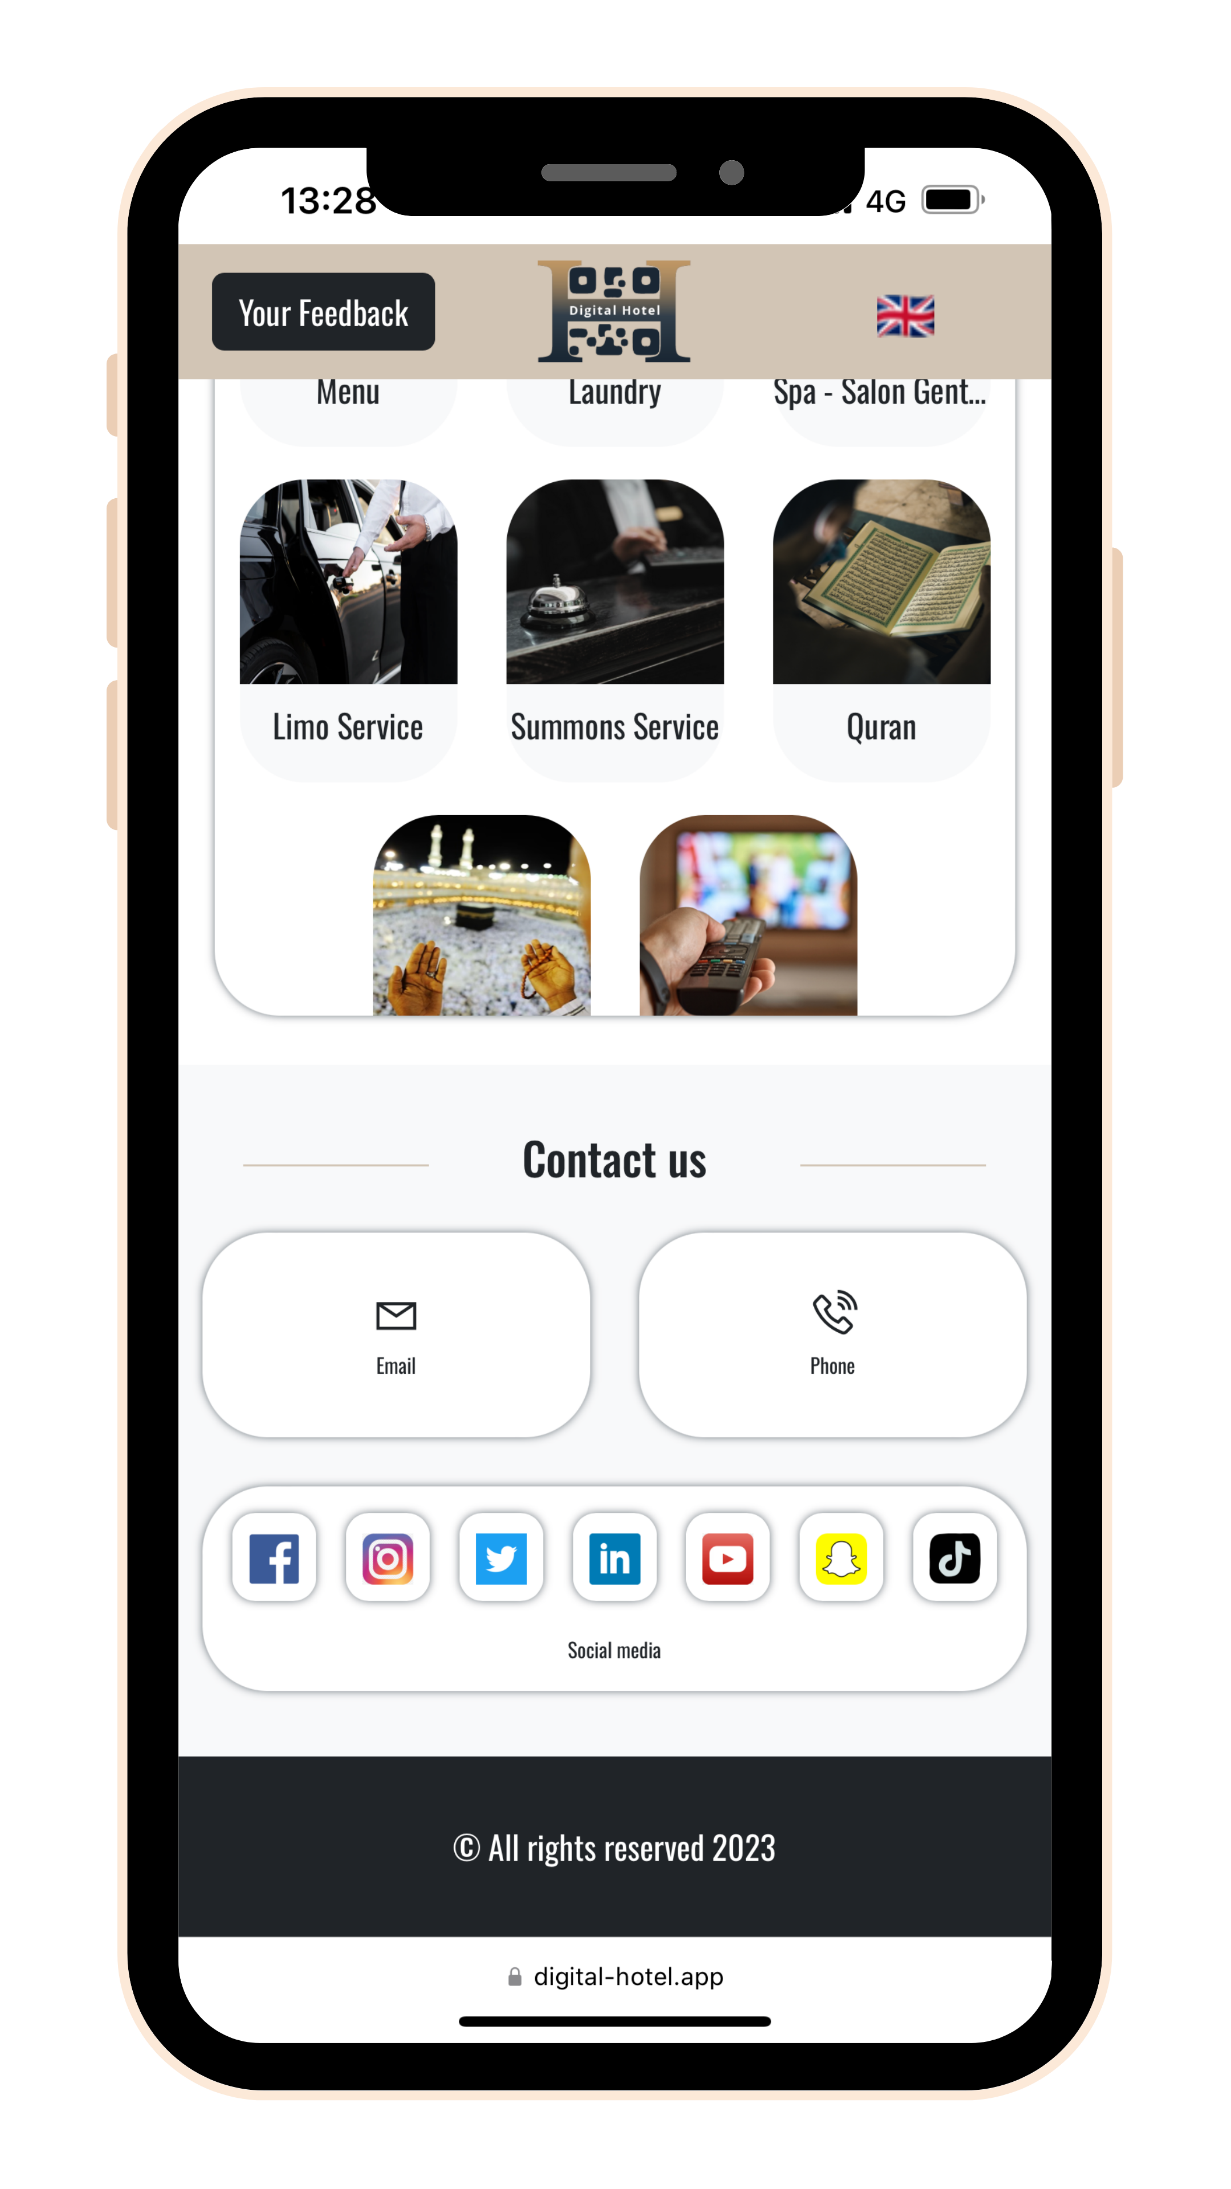 13:28
4G
Your Feedback
Digital Hotel
Menu
Laundry
Spa - Salon Gent...
Limo Service
Summons Service
Quran
Contact us
Email
Phone
Social media
© All rights reserved 2023
digital-hotel.app